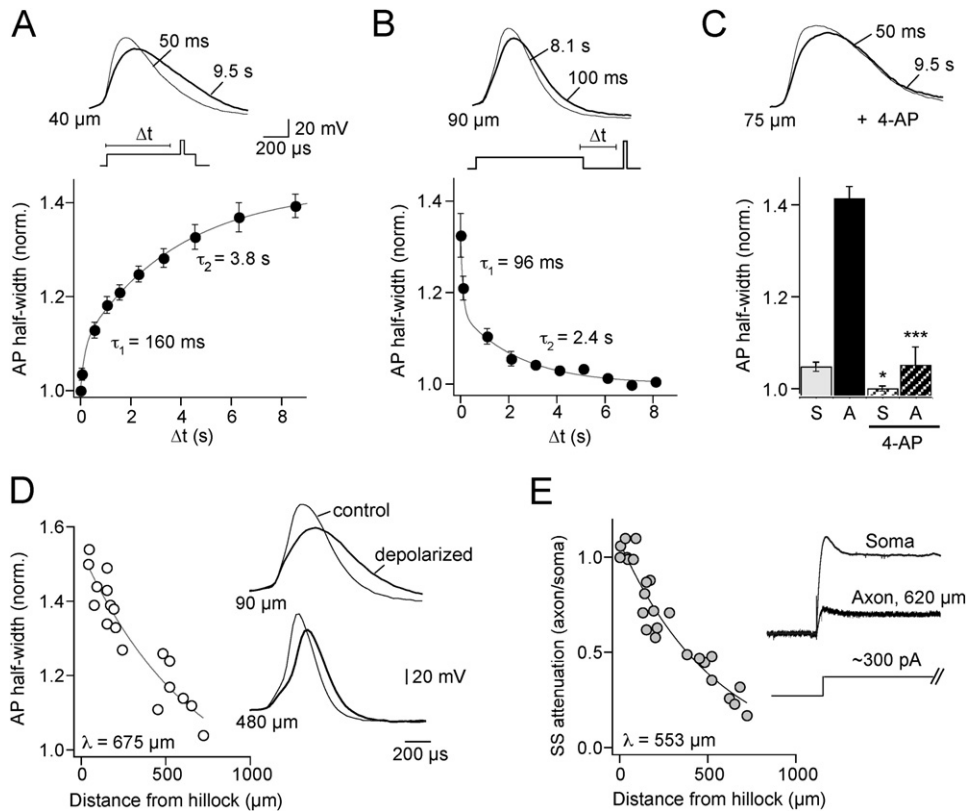 A
50 ms
9.5 s
40 µm
20 mV
200 µs
Δt
AP half-width (norm.)
1.4
1.2
1.0
τ2 = 3.8 s
τ1 = 160 ms
0 2 4 6 8
Δt (s)
B
8.1 s
100 ms
90 µm
Δt
AP half-width (norm.)
1.4
1.2
1.0
τ1 = 96 ms
τ2 = 2.4 s
0 2 4 6 8
Δt (s)
C
50 ms
9.5 s
75 µm + 4-AP
AP half-width (norm.)
1.4
1.2
1.0
* ***
S A S A
4-AP
D
AP half-width (norm.)
1.6
1.4
1.2
1.0
λ = 675 µm
0 500 1000
Distance from hillock (µm)
control
depolarized
90 µm
20 mV
480 µm
200 µs
E
SS attenuation (axon/soma)
1.0
0.5
0.0
λ = 553 µm
0 500 1000
Distance from hillock (µm)
Soma
Axon, 620 µm
~300 pA